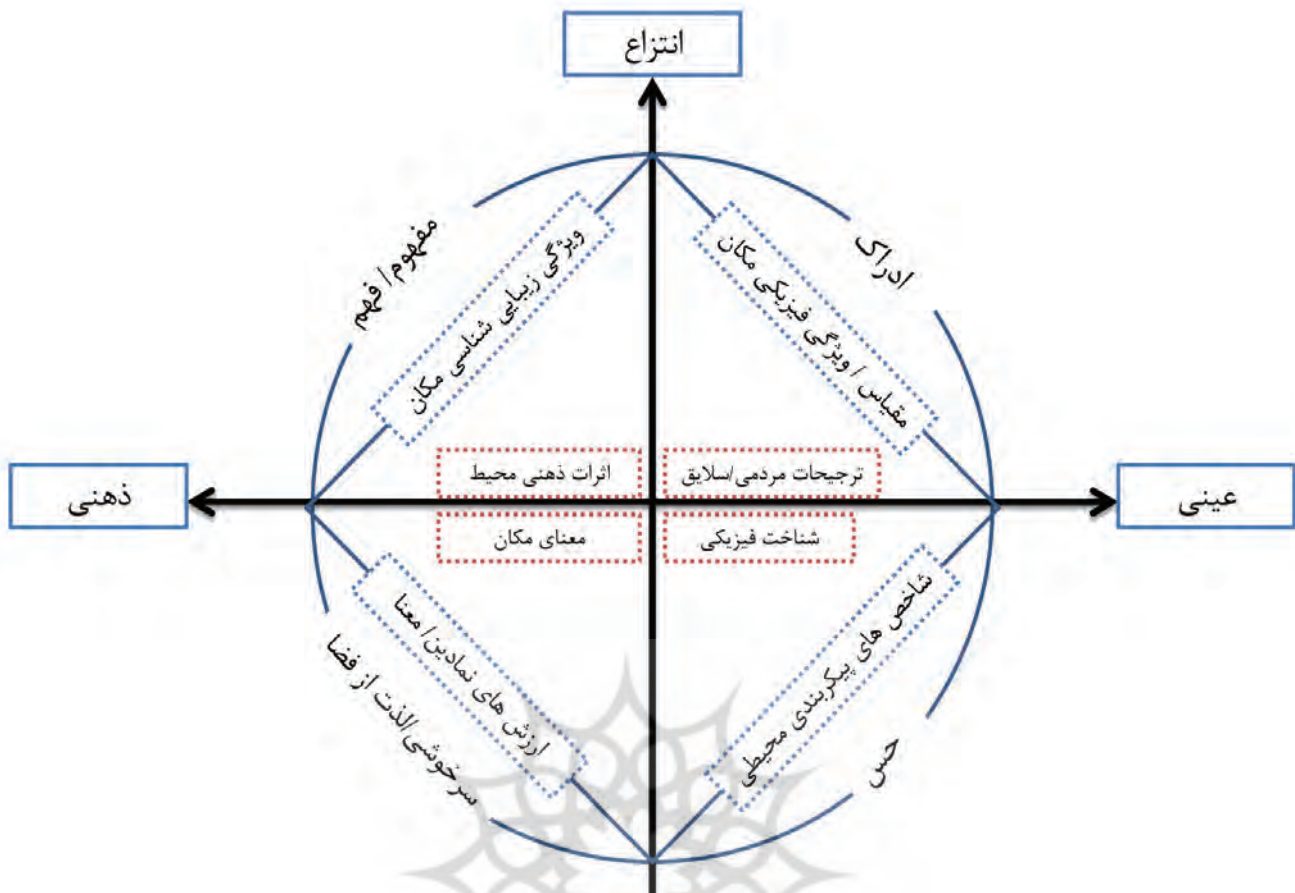 انتزاع
ادراک
مفهوم/ فهم
مقیاس / ویژگی فیزیکی مکان
ویژگی زیبایی شناسی مکان
ترجیحات مردمی/سلایق
اثرات ذهنی محیط
عینی
ذهنی
شناخت فیزیکی
معنای مکان
شاخص های پیکربندی محیطی
ارزش های نمادین/ معنا
حس
سرخوشی/لذت از فضا